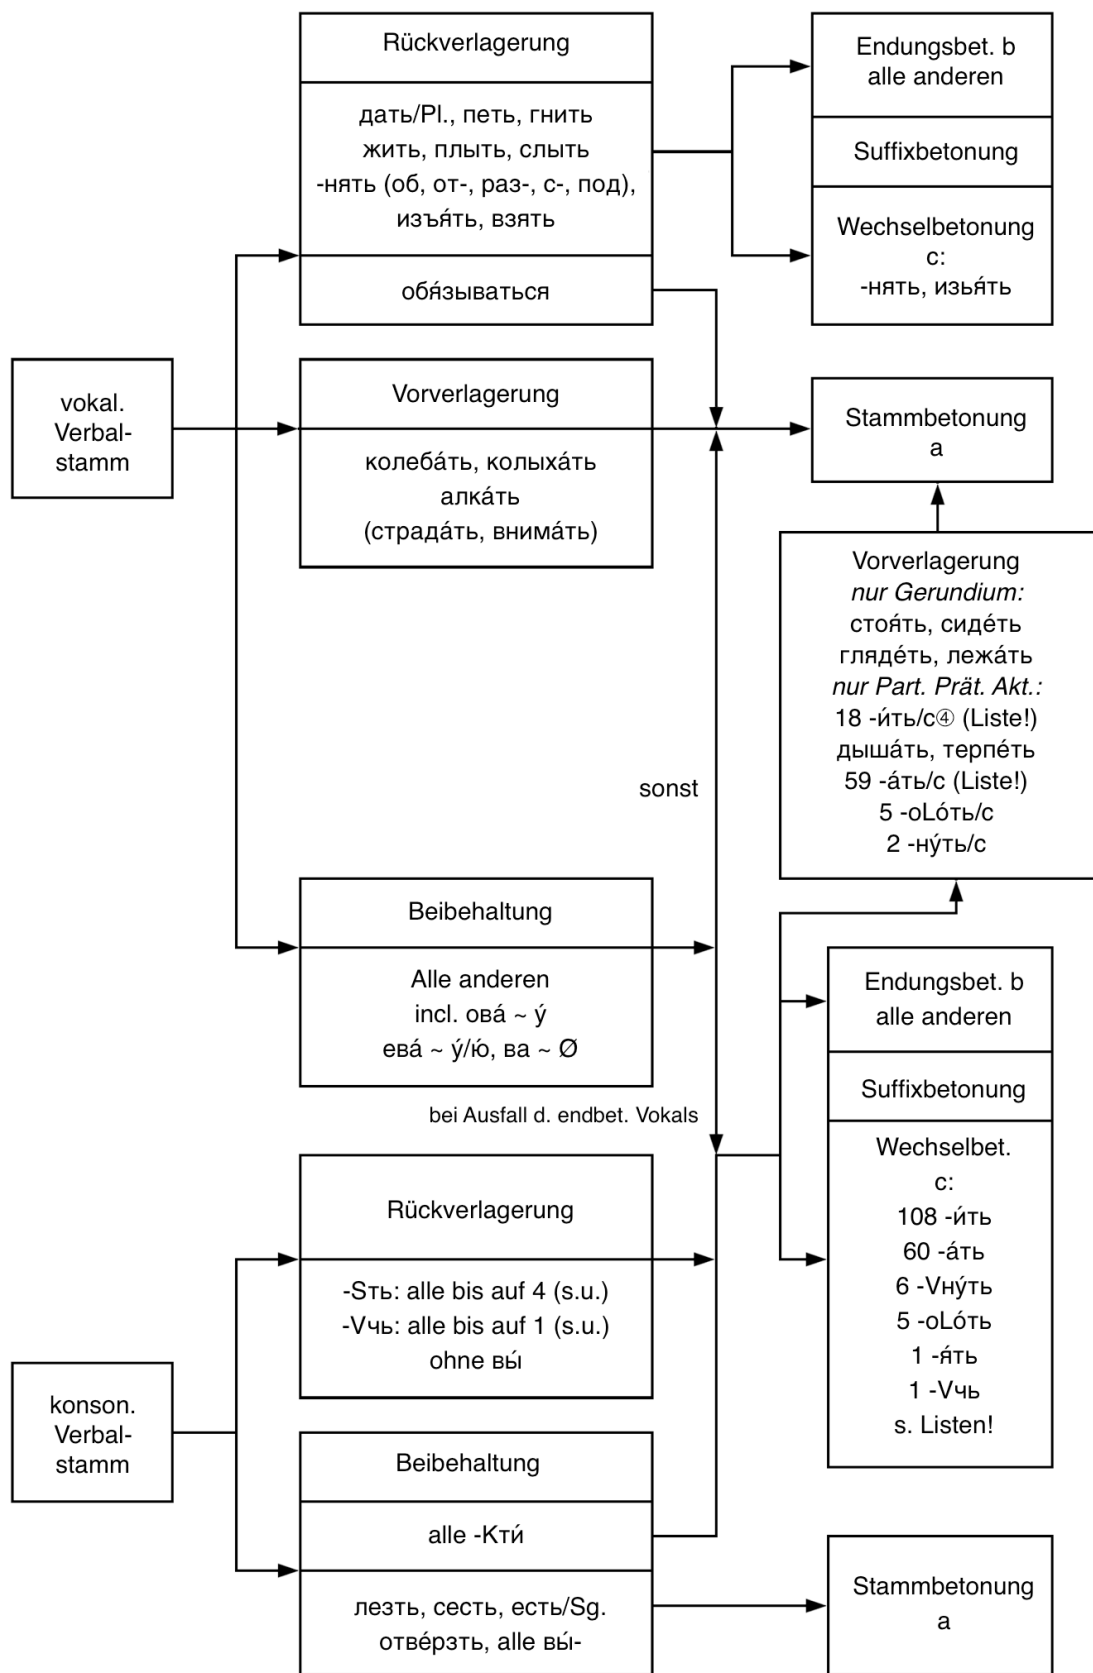 Rückverlagerung
дать/Pl., петь, гнить
жить, плыть, слыть
-нять (об, от-, раз-, с-, под),
изъя́ть, взять
обя́зываться
Endungsbet. b
alle anderen
Suffixbetonung
Wechselbetonung
c:
-нять, изья́ть
vokal.
Verbal-
stamm
Vorverlagerung
колеба́ть, колыха́ть
алка́ть
(страда́ть, внима́ть)
Stammbetonung
a
Vorverlagerung
nur Gerundium:
стоя́ть, сиде́ть
гляде́ть, лежа́ть
nur Part. Prät. Akt.:
18 -и́ть/c④ (Liste!)
дыша́ть, терпе́ть
59 -а́ть/c (Liste!)
5 -oLо́ть/c
2 -ну́ть/c
sonst
Beibehaltung
Alle anderen
incl. ова́ ~ у́
ева́ ~ у́/ю́, ва ~ Ø
bei Ausfall d. endbet. Vokals
Endungsbet. b
alle anderen
Suffixbetonung
Wechselbet.
c:
108 -и́ть
60 -а́ть
6 -Vну́ть
5 -oLо́ть
1 -я́ть
1 -Vчь
s. Listen!
Rückverlagerung
-Sть: alle bis auf 4 (s.u.)
-Vчь: alle bis auf 1 (s.u.)
ohne вы́
konson.
Verbal-
stamm
Beibehaltung
alle -Kти́
лезть, сесть, есть/Sg.
отве́рзть, alle вы́-
Stammbetonung
a